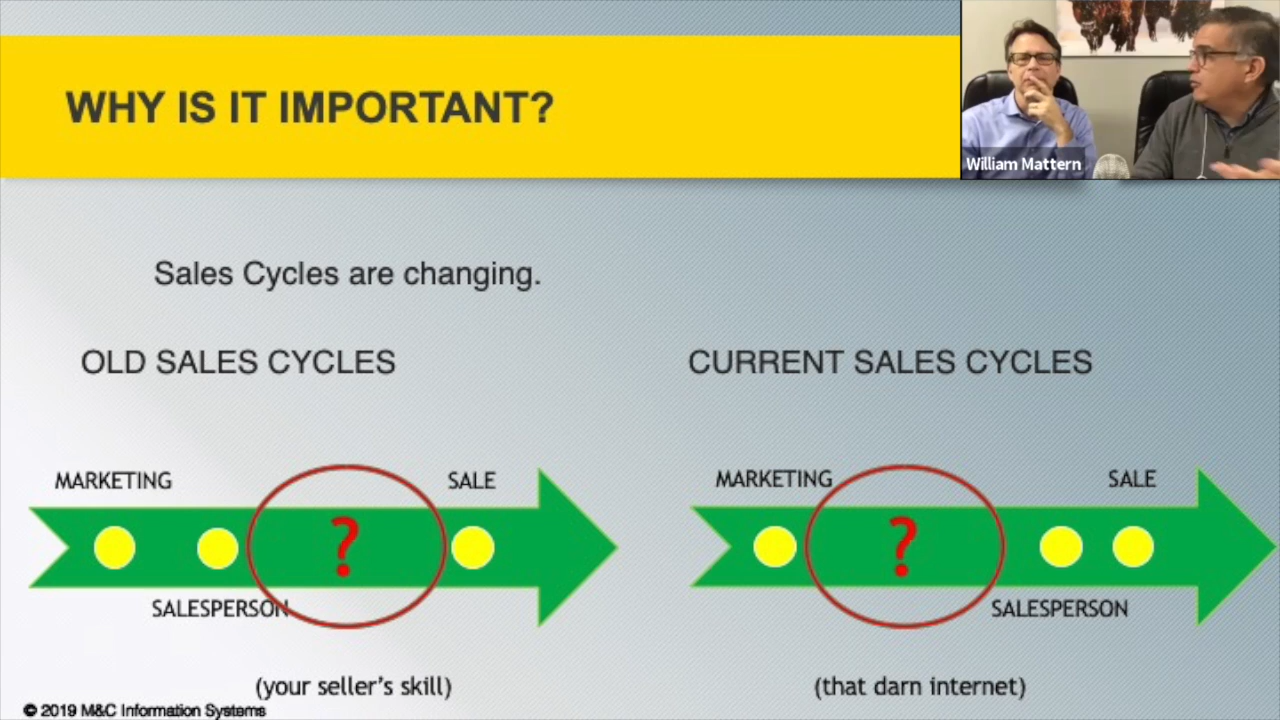 WHY IS IT IMPORTANT?
William Mattern
Sales Cycles are changing.
OLD SALES CYCLES
CURRENT SALES CYCLES
MARKETING
SALE
?
SALESPERSON
(your seller's skill)
MARKETING
SALE
?
SALESPERSON
(that darn internet)
© 2019 M&C Information Systems